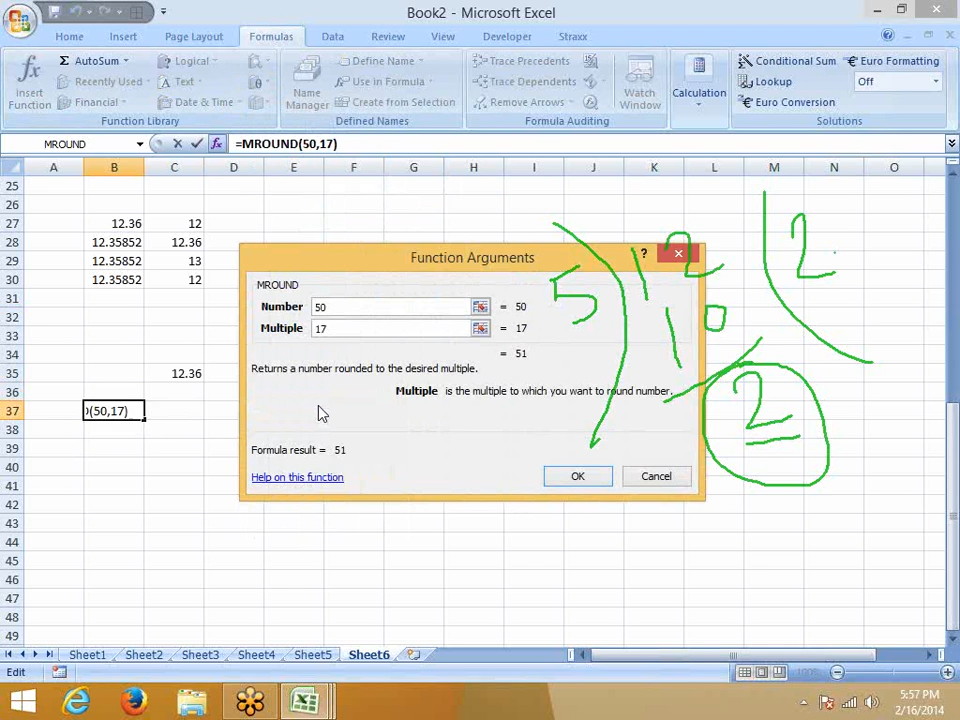 Book2 - Microsoft Excel
Home Insert Page Layout Formulas Data Review View Developer Straxx
Insert Function
AutoSum
Recently Used
Financial
Logical
Text
Date & Time
Function Library
Name Manager
Define Name
Use in Formula
Create from Selection
Defined Names
Trace Precedents
Trace Dependents
Remove Arrows
Watch Window
Formula Auditing
Calculation
Conditional Sum
Lookup
Euro Conversion
Euro Formatting
Off
Solutions
MROUND
=MROUND(50,17)
A B C D E F G H I J K L M N O
25
26
27 12.36 12
28 12.35852 12.36
29 12.35852 13
30 12.35852 12
31
32
33
34
35 12.36
36
37 )(50,17)
38
39
40
41
42
43
44
45
46
47
48
49
Function Arguments
?
MROUND
Number 50 = 50
Multiple 17 = 17
= 51
Returns a number rounded to the desired multiple.
Multiple is the multiple to which you want to round number.
Formula result = 51
Help on this function
OK Cancel
5 ) 12
10
2
2
Sheet1 Sheet2 Sheet3 Sheet4 Sheet5 Sheet6
Edit
100%
5:57 PM
2/16/2014